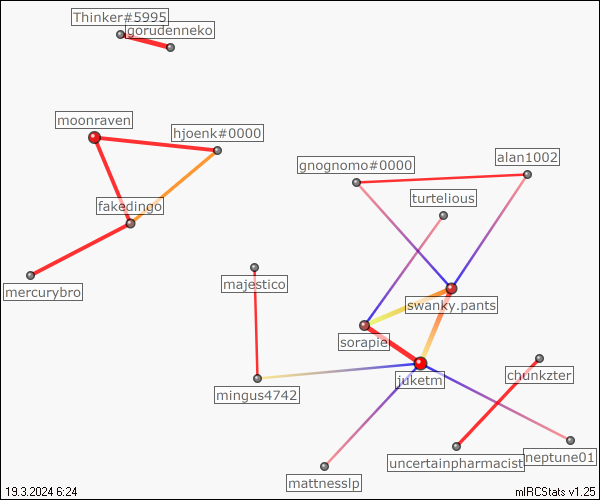 Thinker#5995
gorudenneko
moonraven
hjoenk#0000
alan1002
gnognomo#0000
turtelious
fakedingo
majestico
mercurybro
swanky.pants
sorapie
chunkzter
juketm
mingus4742
neptune01
uncertainpharmacist
mattnesslp
19.3.2024 6:24
mIRCStats v1.25